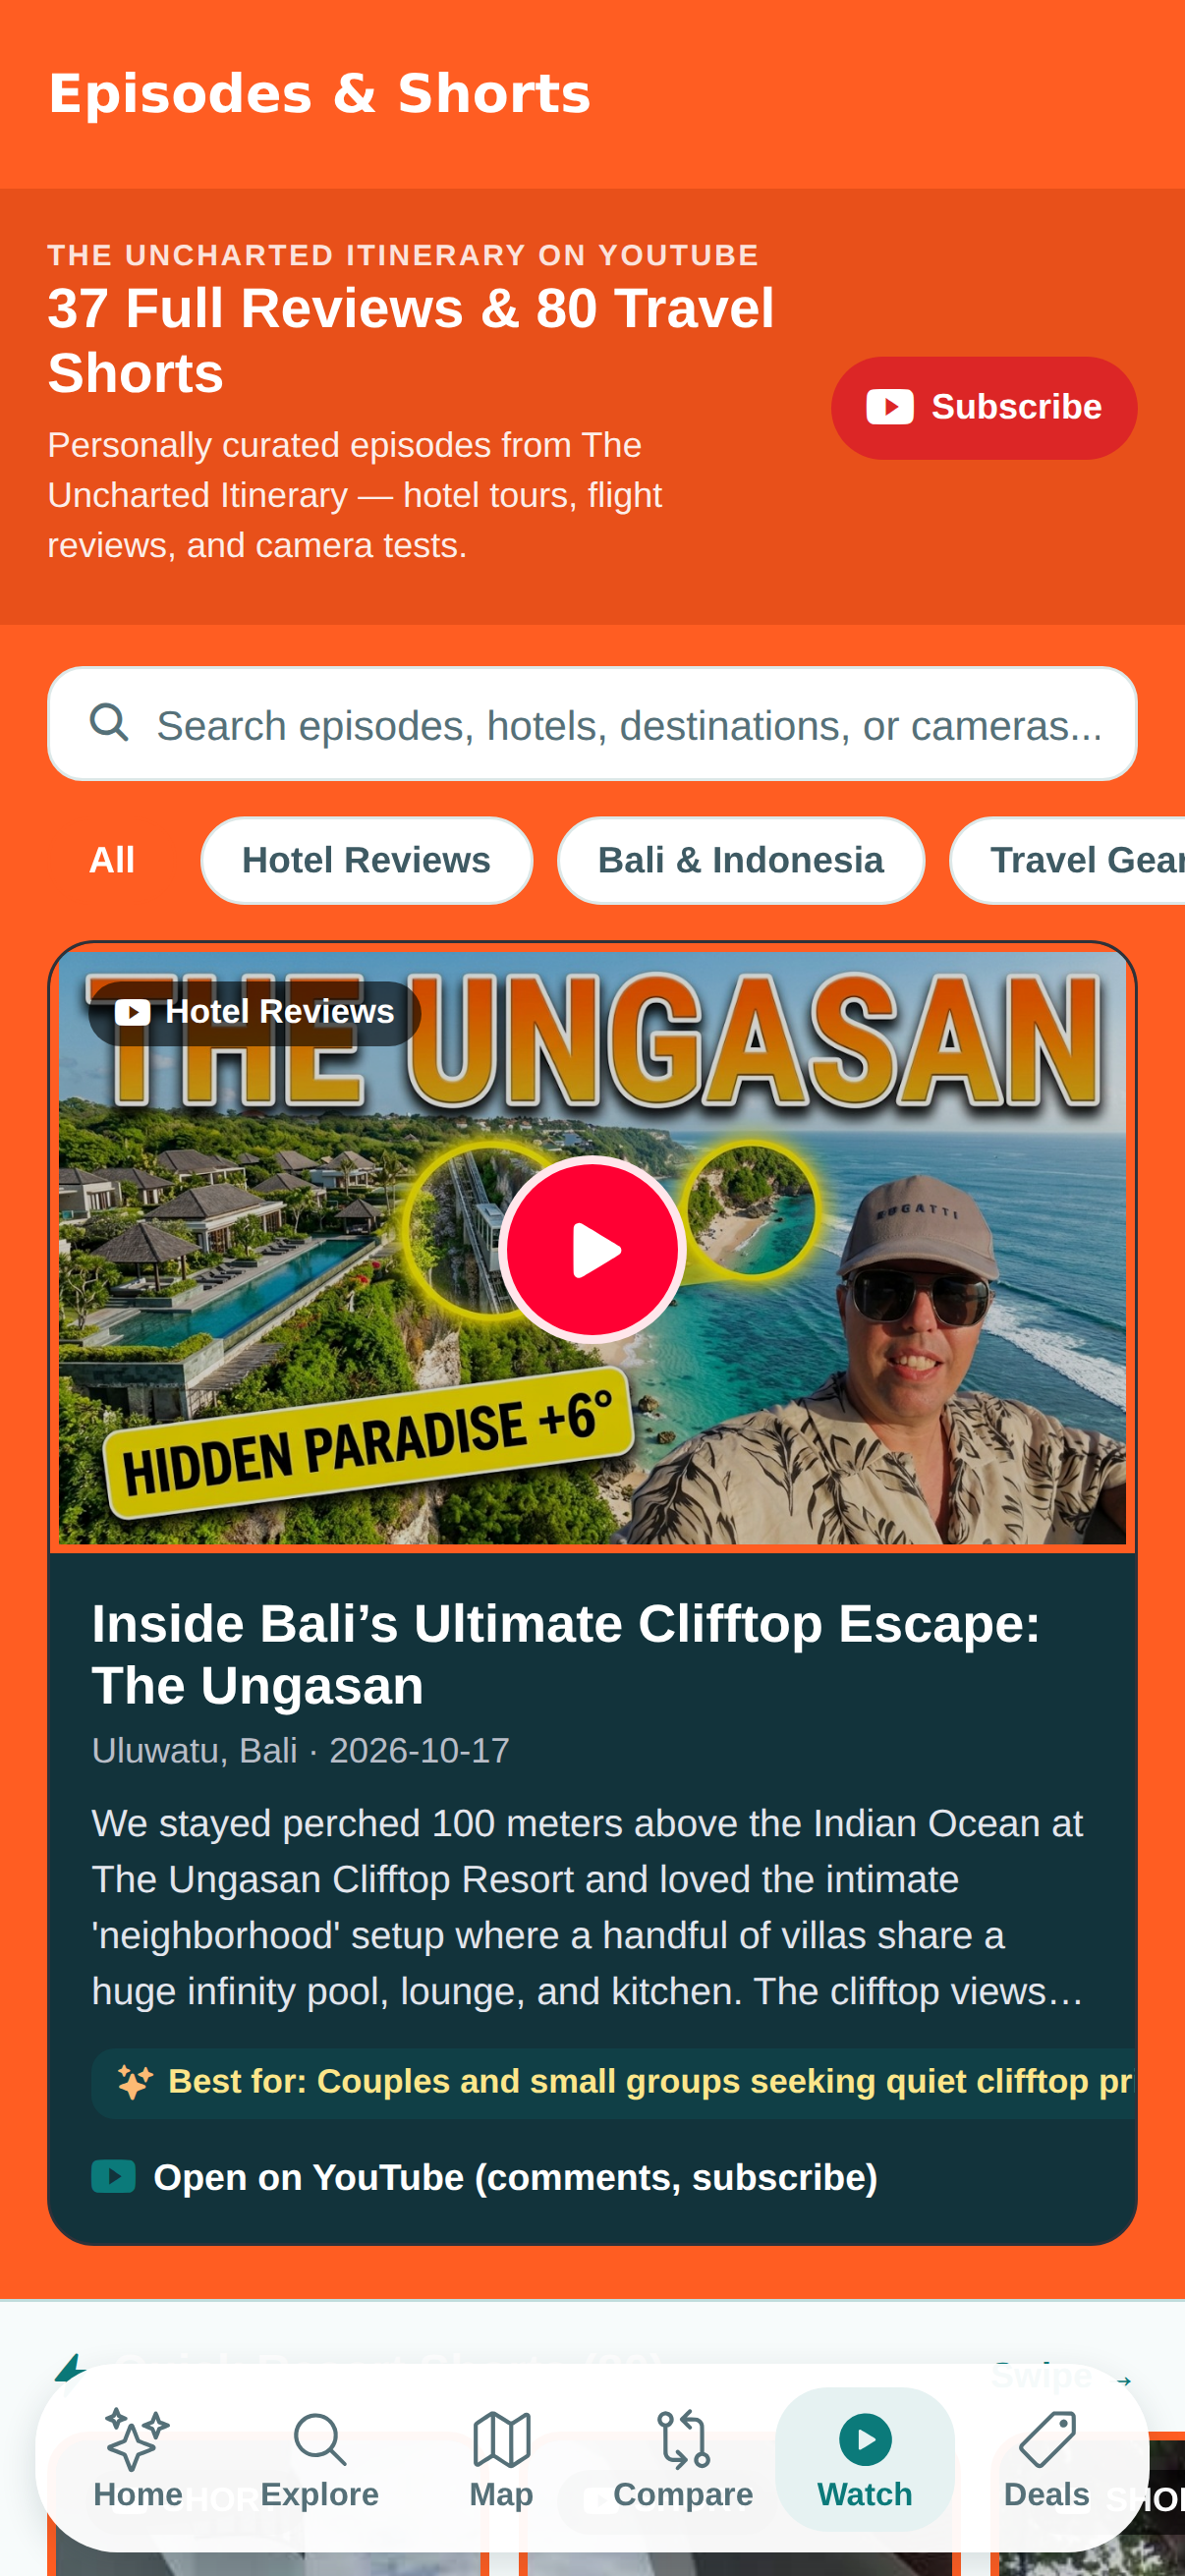 Episodes & Shorts
THE UNCHARTED ITINERARY ON YOUTUBE
37 Full Reviews & 80 Travel
Shorts
Personally curated episodes from The
Uncharted Itinerary — hotel tours, flight
reviews, and camera tests.
Subscribe
Search episodes, hotels, destinations, or cameras...
All
Hotel Reviews
Bali & Indonesia
Travel Gear
THE UNGASAN
Hotel Reviews
BUGATTI
HIDDEN PARADISE +6°
Inside Bali’s Ultimate Clifftop Escape:
The Ungasan
Uluwatu, Bali · 2026-10-17
We stayed perched 100 meters above the Indian Ocean at
The Ungasan Clifftop Resort and loved the intimate
'neighborhood' setup where a handful of villas share a
huge infinity pool, lounge, and kitchen. The clifftop views…
✨ Best for: Couples and small groups seeking quiet clifftop
Open on YouTube (comments, subscribe)
Swipe →
Home
Explore
Map
Compare
Watch
Deals